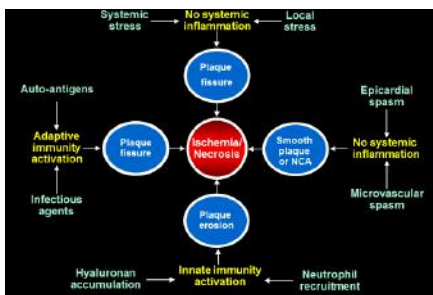 Systemic
stress
No systemic
inflammation
Local
stress
Plaque
fissure
Auto-antigens
Epicardial
spasm
Adaptive
immunity
activation
Plaque
fissure
Ischemia/
Necrosis
Smooth
plaque
or NCA
No systemic
inflammation
Infectious
agents
Microvascular
spasm
Plaque
erosion
Hyaluronan
accumulation
Innate immunity
activation
Neutrophil
recruitment